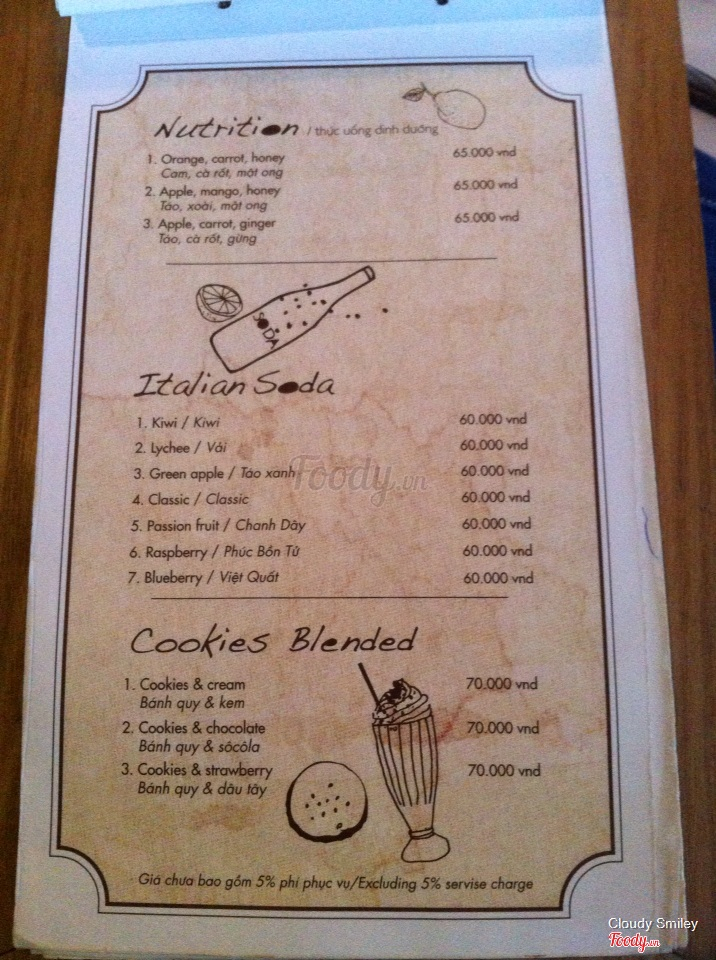 Nutrition / thức uống dinh dưỡng
1. Orange, carrot, honey 65.000 vnd
Cam, cà rốt, mật ong
2. Apple, mango, honey 65.000 vnd
Táo, xoài, mật ong
3. Apple, carrot, ginger 65.000 vnd
Táo, cà rốt, gừng
SODA
Italian Soda
1. Kiwi / Kiwi 60.000 vnd
2. Lychee / Vải 60.000 vnd
3. Green apple / Táo xanh 60.000 vnd
4. Classic / Classic 60.000 vnd
5. Passion fruit / Chanh Dây 60.000 vnd
6. Raspberry / Phúc Bồn Tử 60.000 vnd
7. Blueberry / Việt Quất 60.000 vnd
Foody.vn
Cookies Blended
1. Cookies & cream 70.000 vnd
Bánh quy & kem
2. Cookies & chocolate 70.000 vnd
Bánh quy & sôcôla
3. Cookies & strawberry 70.000 vnd
Bánh quy & dâu tây
Giá chưa bao gồm 5% phí phục vụ/Excluding 5% servise charge
Cloudy Smiley
Foody.vn